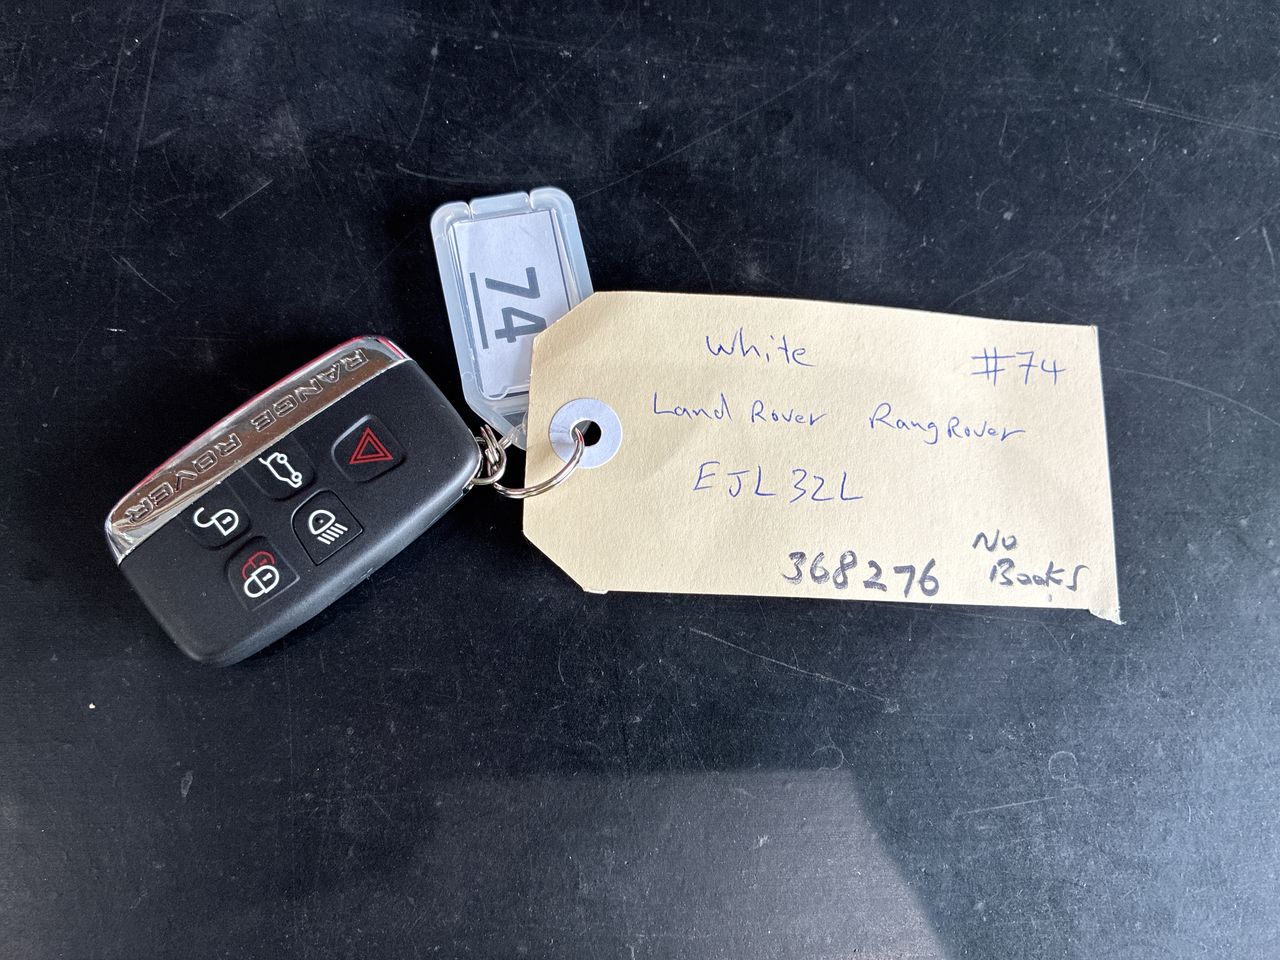 RANGE ROVER
74
White
#74
Land Rover RangRover
EJL32L
368276
No
Books